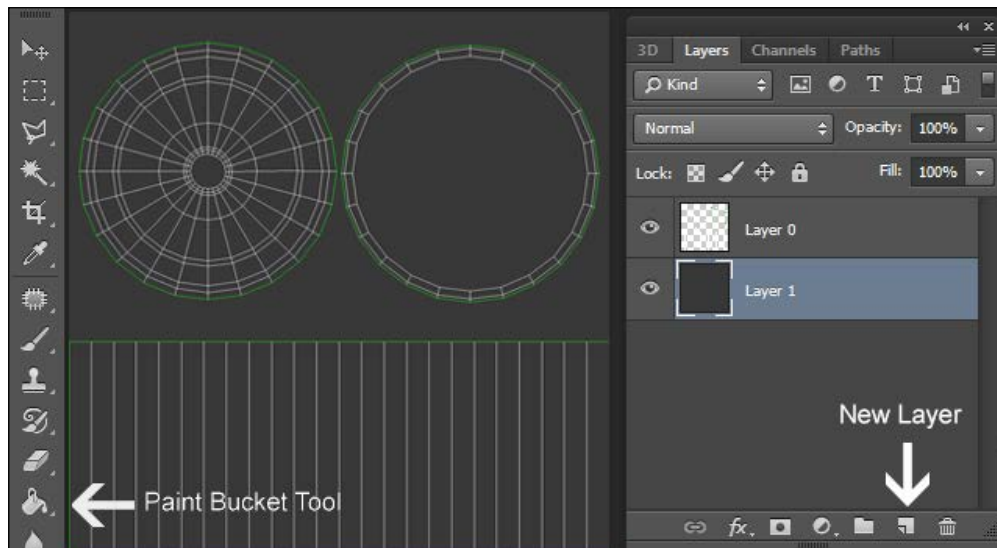 3D Layers Channels Paths
Kind T
Normal Opacity: 100%
Lock: Fill: 100%
Layer 0
Layer 1
New Layer
Paint Bucket Tool
fx.